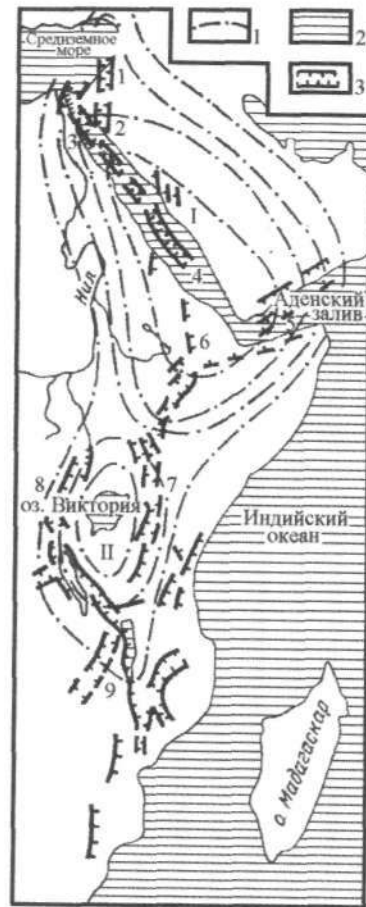 Средиземное
море
1
2
3
1
2
3
I
4
Нил
Аденский
залив
5
6
8
7
оз. Виктория
II
Индийский
океан
9
о. Мадагаскар